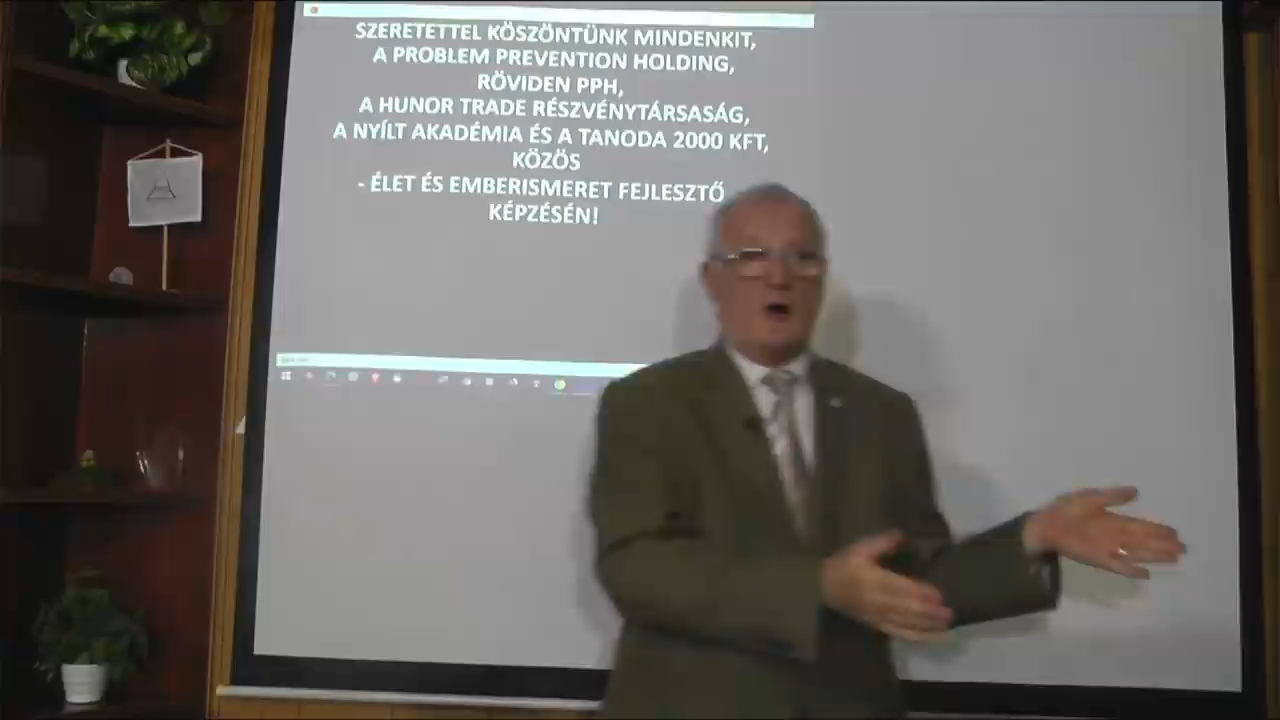 SZERETETTEL KÖSZÖNTÜNK MINDENKIT,
A PROBLEM PREVENTION HOLDING,
RÖVIDEN PPH,
A HUNOR TRADE RÉSZVÉNYTÁRSASÁG,
A NYÍLT AKADÉMIA ÉS A TANODA 2000 KFT,
KÖZÖS
- ÉLET ÉS EMBERISMERET FEJLESZTŐ
KÉPZÉSÉN!